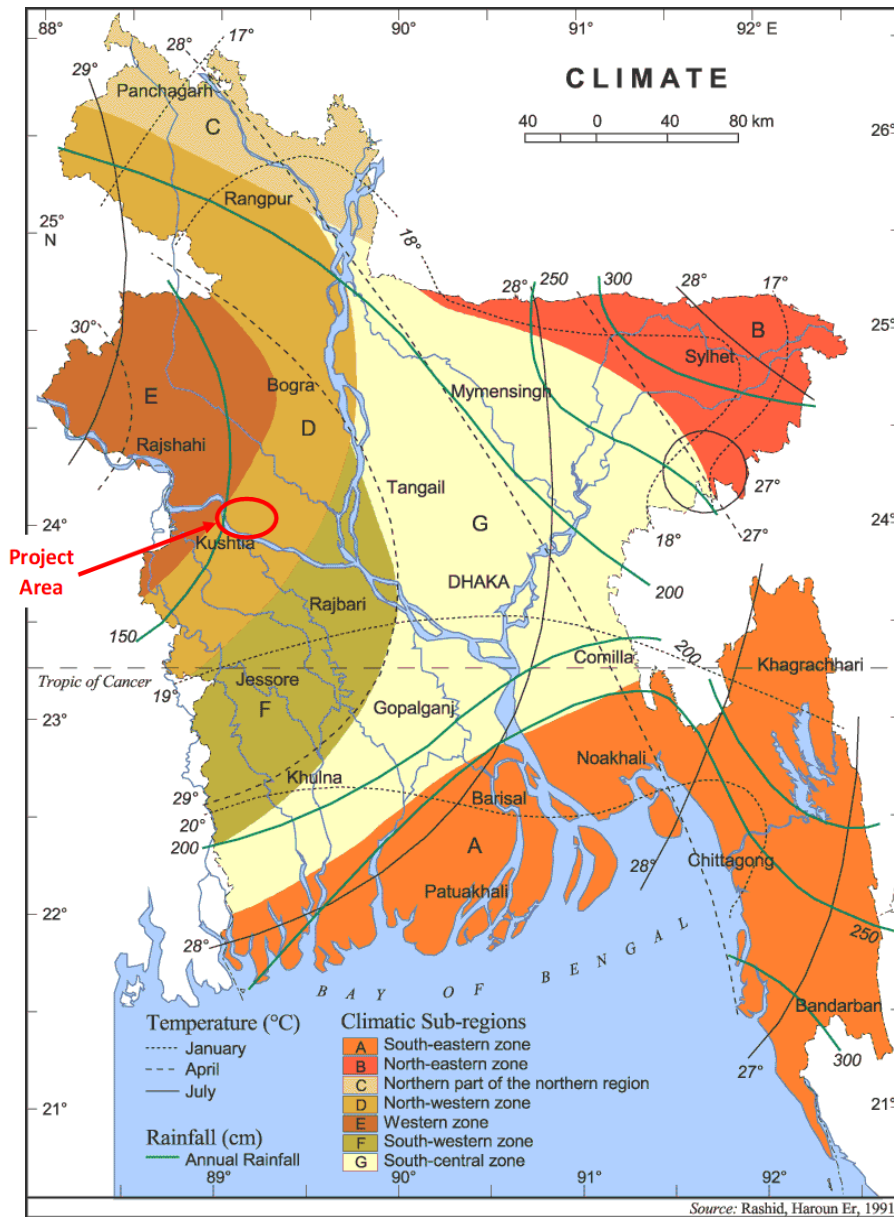 88°
90°
92° E
CLIMATE
40 0 40 80 km
28°
17°
29°
Panchagarh
C
26°
Rangpur
25°
N
18°
28°
250
300
28°
17°
30°
25°
B
Sylhet
Mymensingh
Bogra
E
D
Rajshahi
Tangail
27°
24°
G
18°
27°
24°
Project
Area
Kushtia
DHAKA
200
Rajbari
150
Comilla
200
Khagrachhari
Tropic of Cancer
19°
Jessore
23°
F
Gopalganj
23°
Noakhali
Khulna
29°
20°
Barisal
200
A
Chittagong
28°
Patuakhali
22°
22°
250
28°
BAY OF BENGAL
Bandarban
300
27°
Temperature (°C)
January
April
July
Rainfall (cm)
Annual Rainfall
Climatic Sub-regions
A South-eastern zone
B North-eastern zone
C Northern part of the northern region
D North-western zone
E Western zone
F South-western zone
G South-central zone
21°
21°
89°
90°
91°
92°
Source: Rashid, Haroun Er, 1991